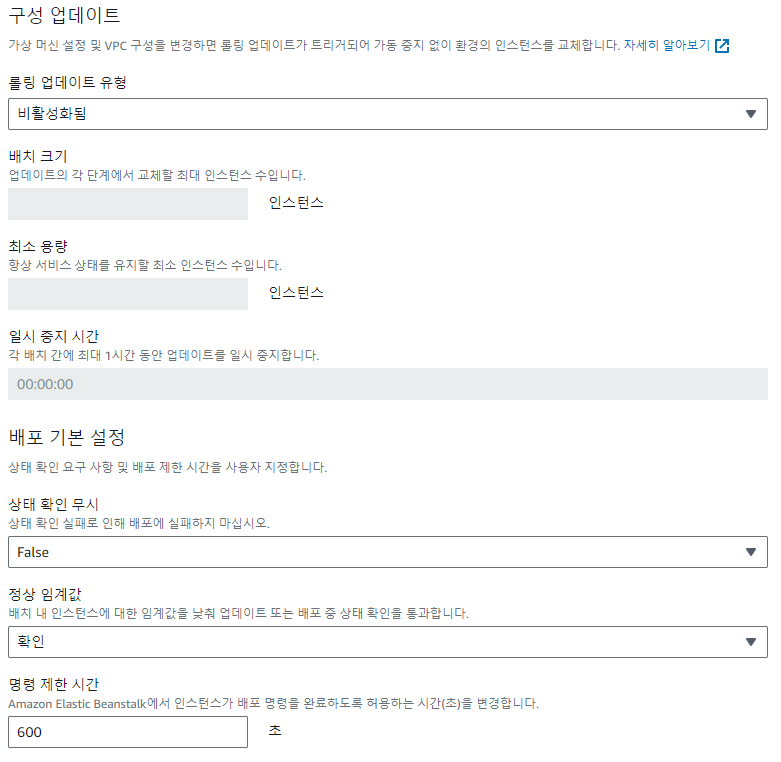 구성 업데이트
가상 머신 설정 및 VPC 구성을 변경하면 롤링 업데이트가 트리거되어 가동 중지 없이 환경의 인스턴스를 교체합니다. 자세히 알아보기
롤링 업데이트 유형
비활성화됨
배치 크기
업데이트의 각 단계에서 교체할 최대 인스턴스 수입니다.
인스턴스
최소 용량
항상 서비스 상태를 유지할 최소 인스턴스 수입니다.
인스턴스
일시 중지 시간
각 배치 간에 최대 1시간 동안 업데이트를 일시 중지합니다.
00:00:00
배포 기본 설정
상태 확인 요구 사항 및 배포 제한 시간을 사용자 지정합니다.
상태 확인 무시
상태 확인 실패로 인해 배포에 실패하지 마십시오.
False
정상 임계값
배치 내 인스턴스에 대한 임계값을 낮춰 업데이트 또는 배포 중 상태 확인을 통과합니다.
확인
명령 제한 시간
Amazon Elastic Beanstalk에서 인스턴스가 배포 명령을 완료하도록 허용하는 시간(초)을 변경합니다.
600 초